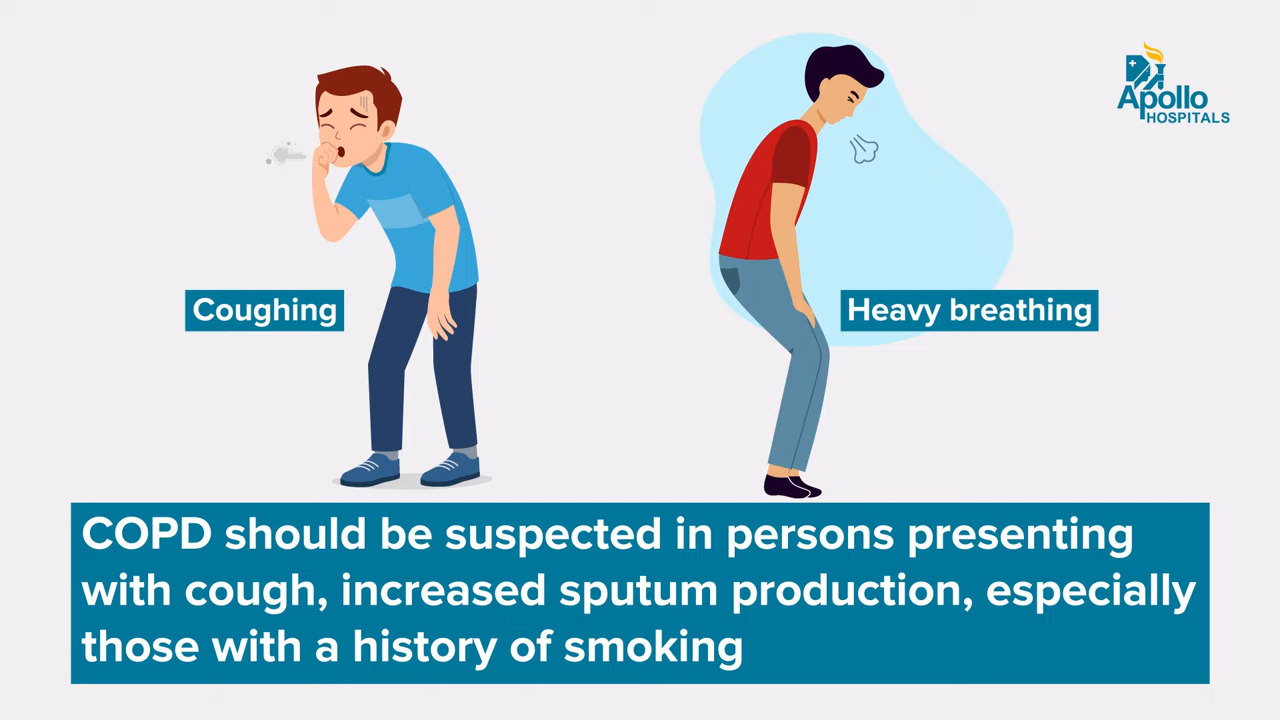 Apollo
HOSPITALS
Coughing
Heavy breathing
COPD should be suspected in persons presenting
with cough, increased sputum production, especially
those with a history of smoking